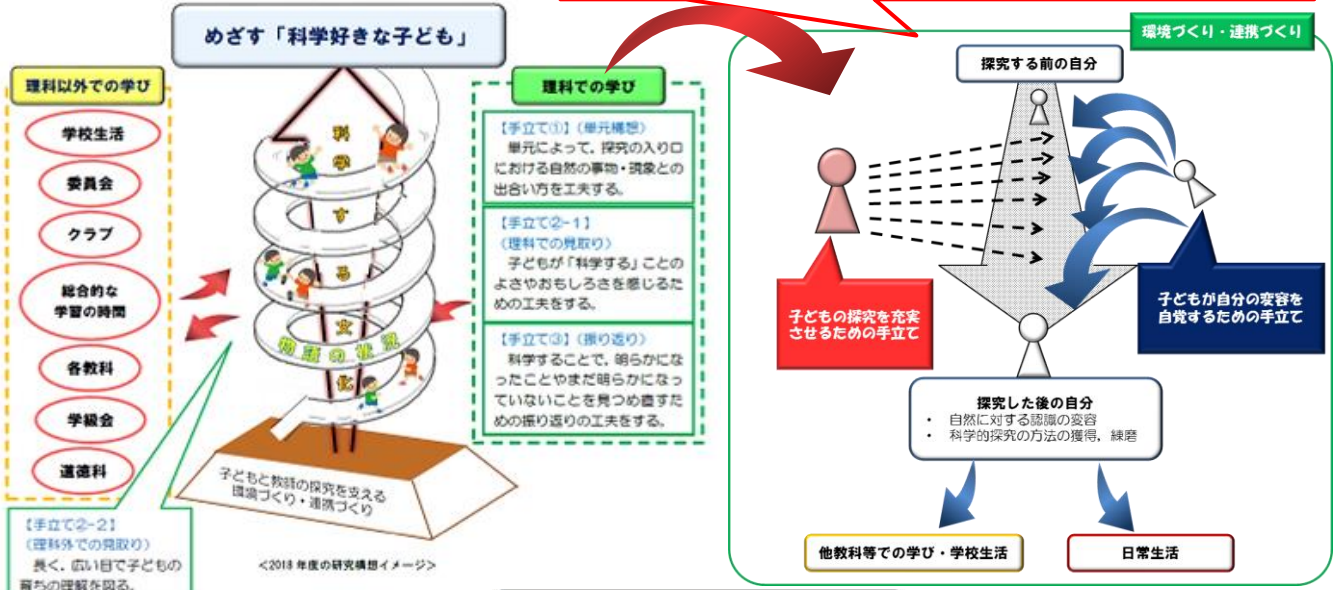 めざす「科学好きな子ども」
理科以外での学び
学校生活
委員会
クラブ
総合的な
学習の時間
各教科
学級会
道徳科
【手立て②-2】
(理科外での見取り)
長く、広い目で子どもの
育ちの理解を図る。
科
学
す
る
文
化
物語の状況
子どもと教師の探究を支える
環境づくり・連携づくり
<2018年度の研究構想イメージ>
理科での学び
【手立て①】(単元構想)
単元によって、探究の入り口
における自然の事物・現象との
出合い方を工夫する。
【手立て②-1】
(理科での見取り)
子どもが「科学する」ことの
よさやおもしろさを感じるた
めの工夫をする。
【手立て③】(振り返り)
科学することで、明らかにな
ったことやまだ明らかになっ
ていないことを見つめ直すた
めの振り返りの工夫をする。
環境づくり・連携づくり
探究する前の自分
子どもの探究を充実
させるための手立て
子どもが自分の変容を
自覚するための手立て
探究した後の自分
・ 自然に対する認識の変容
・ 科学的探究の方法の獲得，練磨
他教科等での学び・学校生活
日常生活